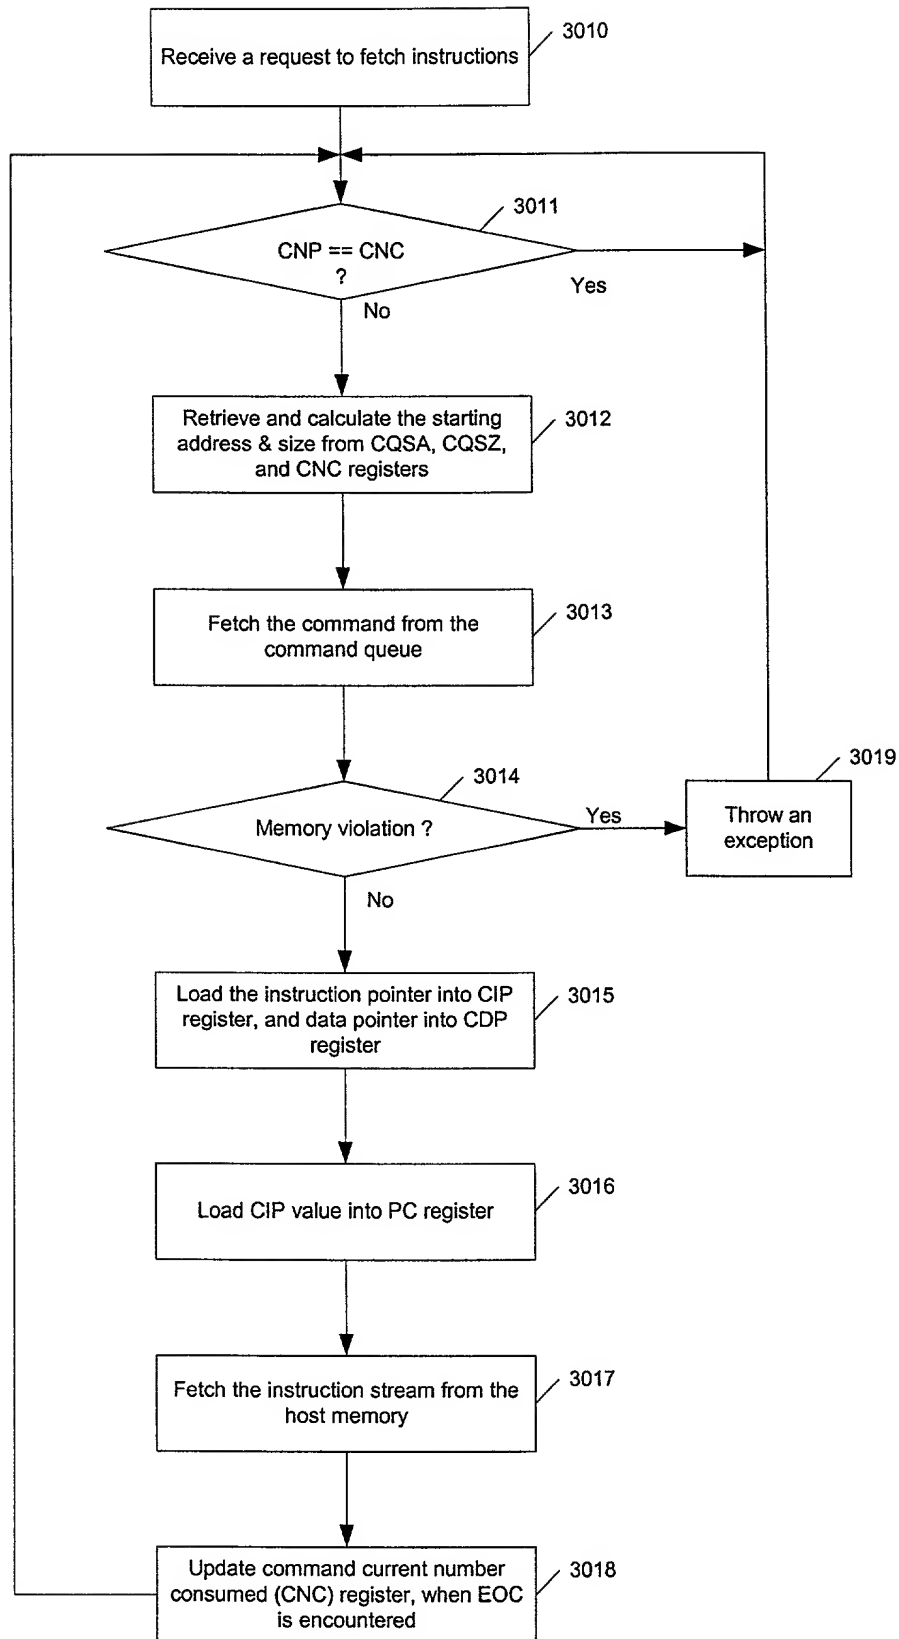 Receive a request to fetch instructions
3010
3011
CNP == CNC
?
Yes
No
Retrieve and calculate the starting
address & size from CQSA, CQSZ,
and CNC registers
3012
Fetch the command from the
command queue
3013
3014
Memory violation ?
Yes
No
3019
Throw an
exception
Load the instruction pointer into CIP
register, and data pointer into CDP
register
3015
Load CIP value into PC register
3016
Fetch the instruction stream from the
host memory
3017
Update command current number
consumed (CNC) register, when EOC
is encountered
3018